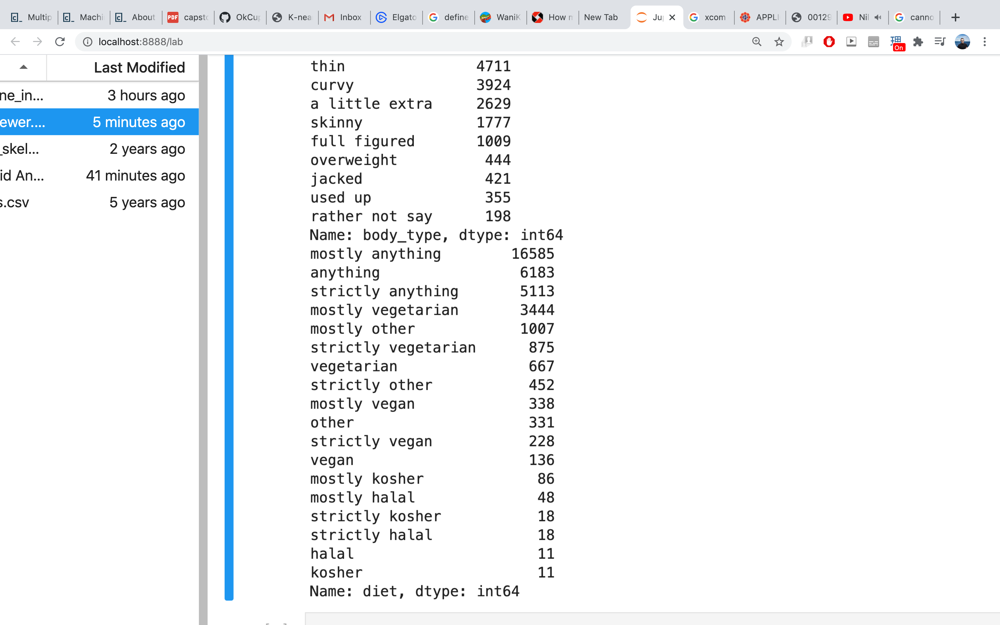 Multip Machi About PDF capsto OkCup K-nea Inbox Elgato define WaniK How m New Tab Jup xcom APPLI 00129 Nil canno
localhost:8888/lab
On
Last Modified
ne_in... 3 hours ago
ewer.... 5 minutes ago
_skel... 2 years ago
id An... 41 minutes ago
s.csv 5 years ago
thin 4711
curvy 3924
a little extra 2629
skinny 1777
full figured 1009
overweight 444
jacked 421
used up 355
rather not say 198
Name: body_type, dtype: int64
mostly anything 16585
anything 6183
strictly anything 5113
mostly vegetarian 3444
mostly other 1007
strictly vegetarian 875
vegetarian 667
strictly other 452
mostly vegan 338
other 331
strictly vegan 228
vegan 136
mostly kosher 86
mostly halal 48
strictly kosher 18
strictly halal 18
halal 11
kosher 11
Name: diet, dtype: int64